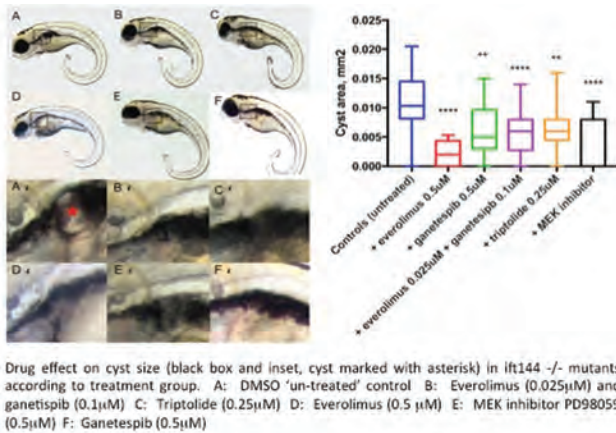 A B C
D E F
A' B' C'
D' E' F'
Cyst area, mm2
0.020
0.015
0.010
0.005
0.000
** **** **
**** ****
Controls (untreated)
+ everolimus 0.5uM
+ ganetespib 0.5uM
+ everolimus 0.025uM + ganetesipib 0.1uM
+ triptolide 0.25uM
+ MEK inhibitor
Drug effect on cyst size (black box and inset, cyst marked with asterisk) in ift144 -/- mutants
according to treatment group. A: DMSO ‘un-treated’ control B: Everolimus (0.025μM) and
ganetispib (0.1μM) C: Triptolide (0.25μM) D: Everolimus (0.5 μM) E: MEK inhibitor PD98059
(0.5μM) F: Ganetespib (0.5μM)